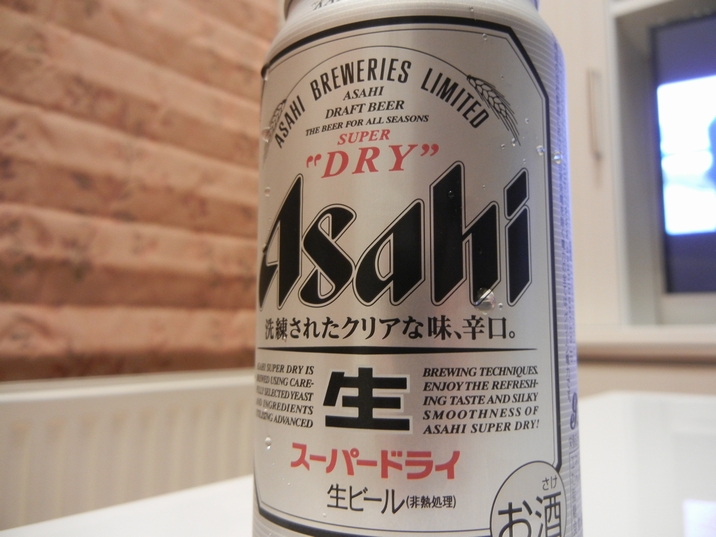 ASAHI BREWERIES LIMITED
ASAHI
DRAFT BEER
THE BEER FOR ALL SEASONS
SUPER
"DRY"
Asahi
洗練されたクリアな味、辛口。
SUPER DRY IS
USING CARE-
SELECTED YEAST
INGREDIENTS
ADVANCED
生
BREWING TECHNIQUES.
ENJOY THE REFRESH-
ING TASTE AND SILKY
SMOOTHNESS OF
ASAHI SUPER DRY!
スーパードライ
生ビール(非熱処理)
さけ
お酒